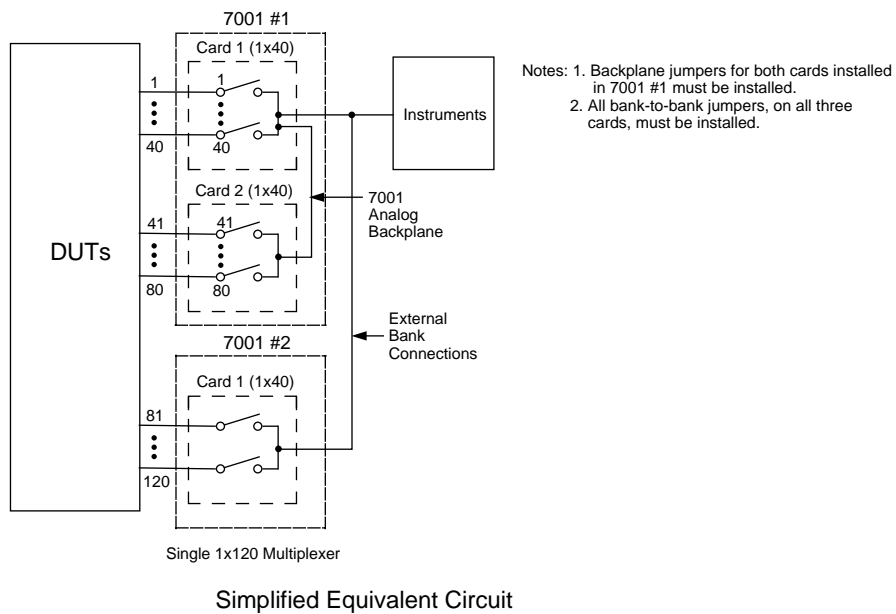 7001 #1
Card 1 (1x40)
1
1
40
40
Instruments
Notes: 1. Backplane jumpers for both cards installed
in 7001 #1 must be installed.
2. All bank-to-bank jumpers, on all three
cards, must be installed.
Card 2 (1x40)
7001
Analog
Backplane
41
41
80
80
DUTs
External
Bank
Connections
7001 #2
Card 1 (1x40)
81
120
Single 1x120 Multiplexer
Simplified Equivalent Circuit